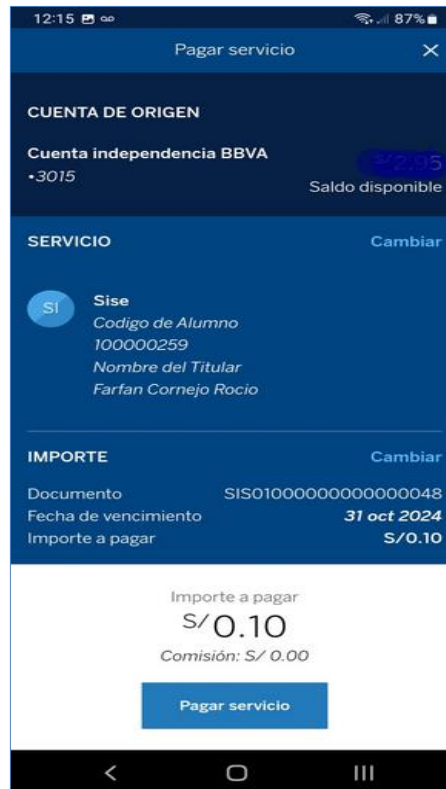 12:15 87%
Pagar servicio ×
CUENTA DE ORIGEN
Cuenta independencia BBVA
•3015
Saldo disponible
SERVICIO Cambiar
SI Sise
Codigo de Alumno
100000259
Nombre del Titular
Farfan Cornejo Rocio
IMPORTE Cambiar
Documento SIS01000000000000048
Fecha de vencimiento 31 oct 2024
Importe a pagar S/0.10
Importe a pagar
S/ 0.10
Comisión: S/ 0.00
Pagar servicio